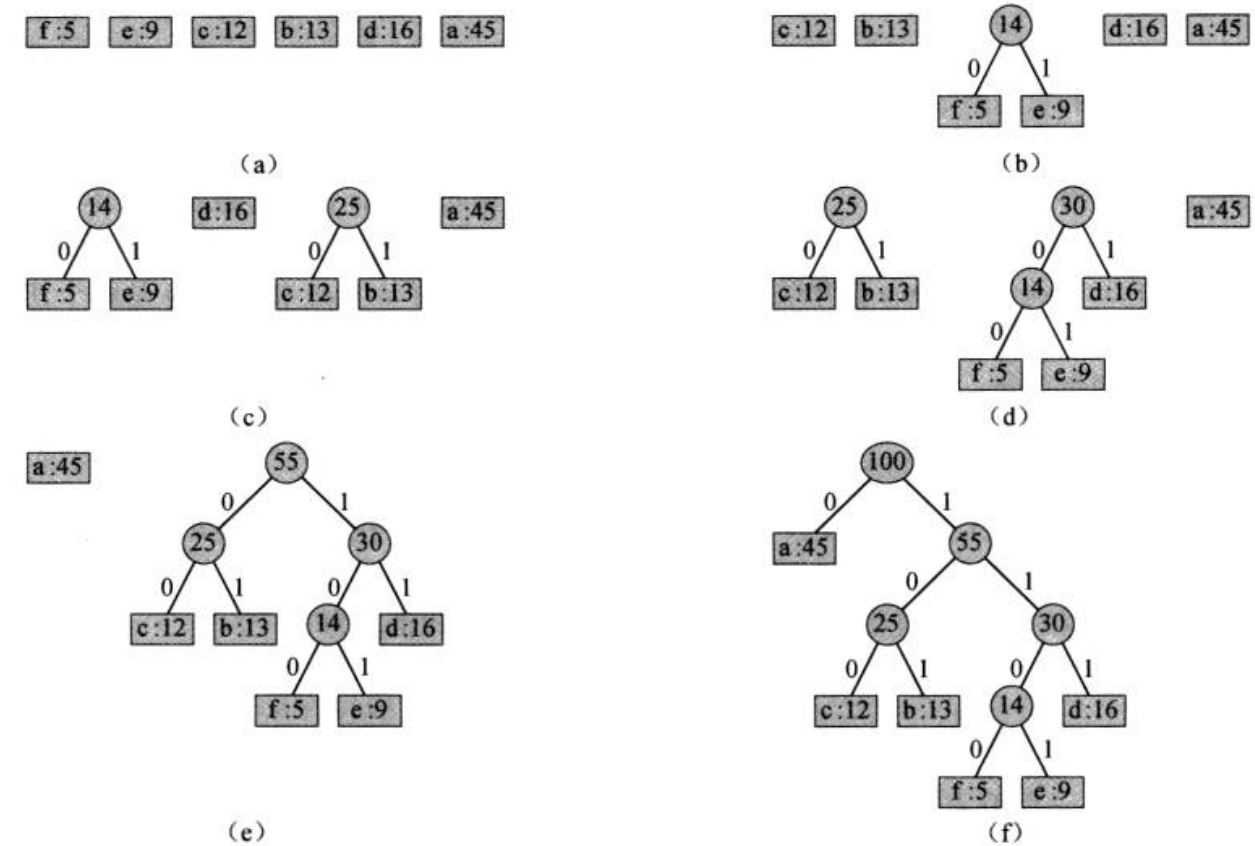 f:5 e:9 c:12 b:13 d:16 a:45
(a)
c:12 b:13 14 d:16 a:45
0 1
f:5 e:9
(b)
14 d:16 25 a:45
0 1 0 1
f:5 e:9 c:12 b:13
(c)
25 30 a:45
0 1 0 1
c:12 b:13 14 d:16
0 1
f:5 e:9
(d)
a:45 55
0 1
25 30
0 1 0 1
c:12 b:13 14 d:16
0 1
f:5 e:9
(e)
100
0 1
a:45 55
0 1
25 30
0 1 0 1
c:12 b:13 14 d:16
0 1
f:5 e:9
(f)